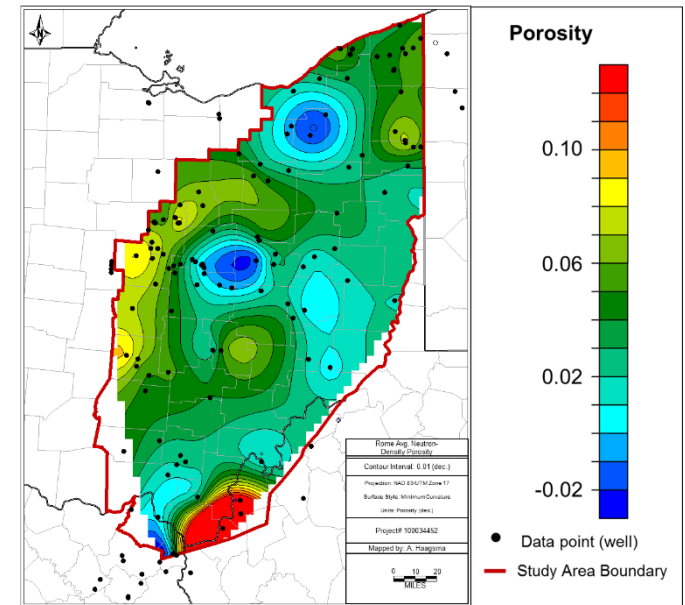 N
Porosity
0.10
0.06
0.02
-0.02
Data point (well)
Study Area Boundary
Rome Avg. Neutron-
Density Porosity
Contour Interval: 0.01 (dec.)
Projection: NAD 83/UTM Zone 17
Surface Style: Minimum Curvature
Units: Porosity (dec.)
Project# 100034452
Mapped by: A. Haagsma
0 10 20
MILES